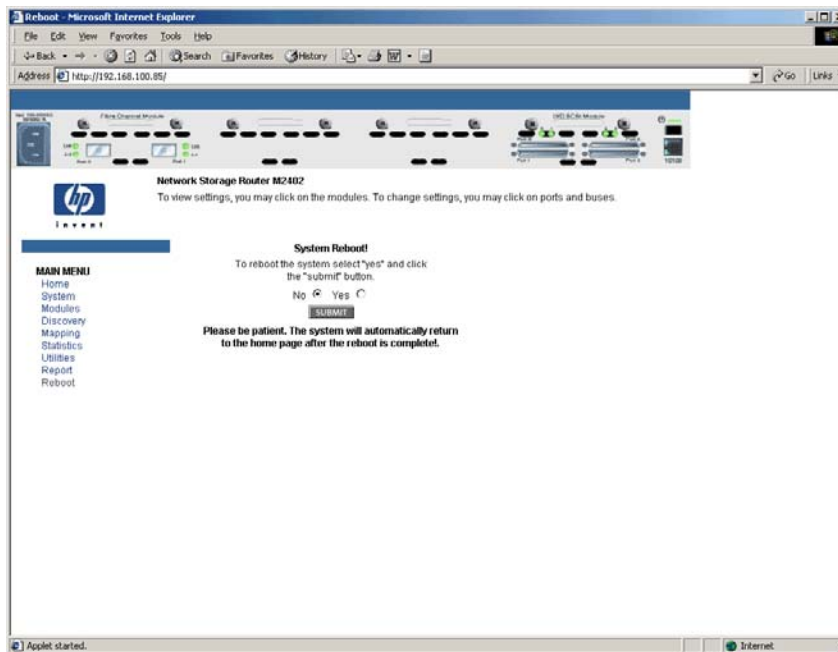 Reboot - Microsoft Internet Explorer
File Edit View Favorites Tools Help
Back Search Favorites History
Address http://192.168.100.85/ Go Links
Fibre Channel Module
Network Storage Router M2402
To view settings, you may click on the modules. To change settings, you may click on ports and buses.
hp
invent
System Reboot!
To reboot the system select "yes" and click
the "submit" button.
No Yes
SUBMIT
Please be patient. The system will automatically return
to the home page after the reboot is complete!.
MAIN MENU
Home
System
Modules
Discovery
Mapping
Statistics
Utilities
Report
Reboot
Applet started. Internet